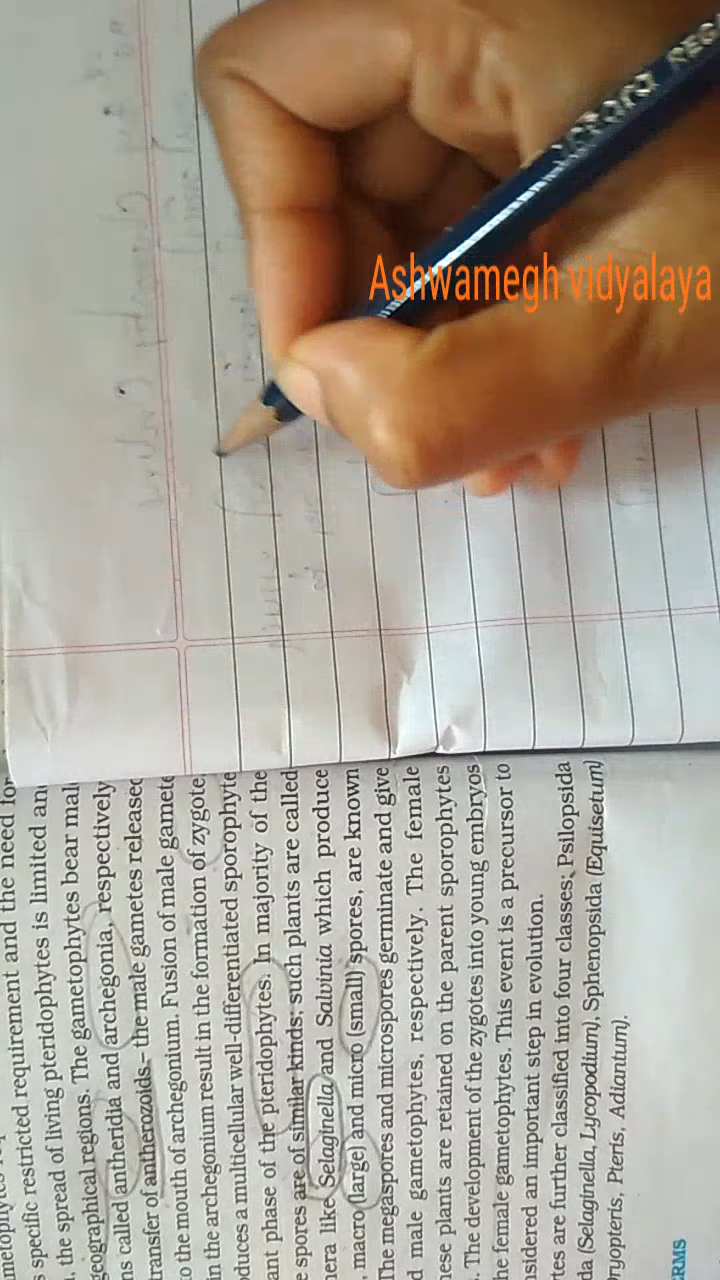 specific restricted requirement and the need for
, the spread of living pteridophytes is limited and
geographical regions. The gametophytes bear mal
ns called antheridia and archegonia, respectively
transfer of antherozoids - the male gametes released
o the mouth of archegonium. Fusion of male gamete
in the archegonium result in the formation of zygote.
oduces a multicellular well-differentiated sporophyte
ant phase of the pteridophytes. In majority of the
e spores are of similar kinds; such plants are called
nera like Selaginella and Salvinia which produce
, macro (large) and micro (small) spores, are known
The megaspores and microspores germinate and give
d male gametophytes, respectively. The female
hese plants are retained on the parent sporophytes
. The development of the zygotes into young embryos
he female gametophytes. This event is a precursor to
nsidered an important step in evolution.
tes are further classified into four classes: Psilopsida
da (Selaginella, Lycopodium), Sphenopsida (Equisetum)
ryopteris, Pteris, Adiantum).
RMS
Ashwamegh vidyalaya